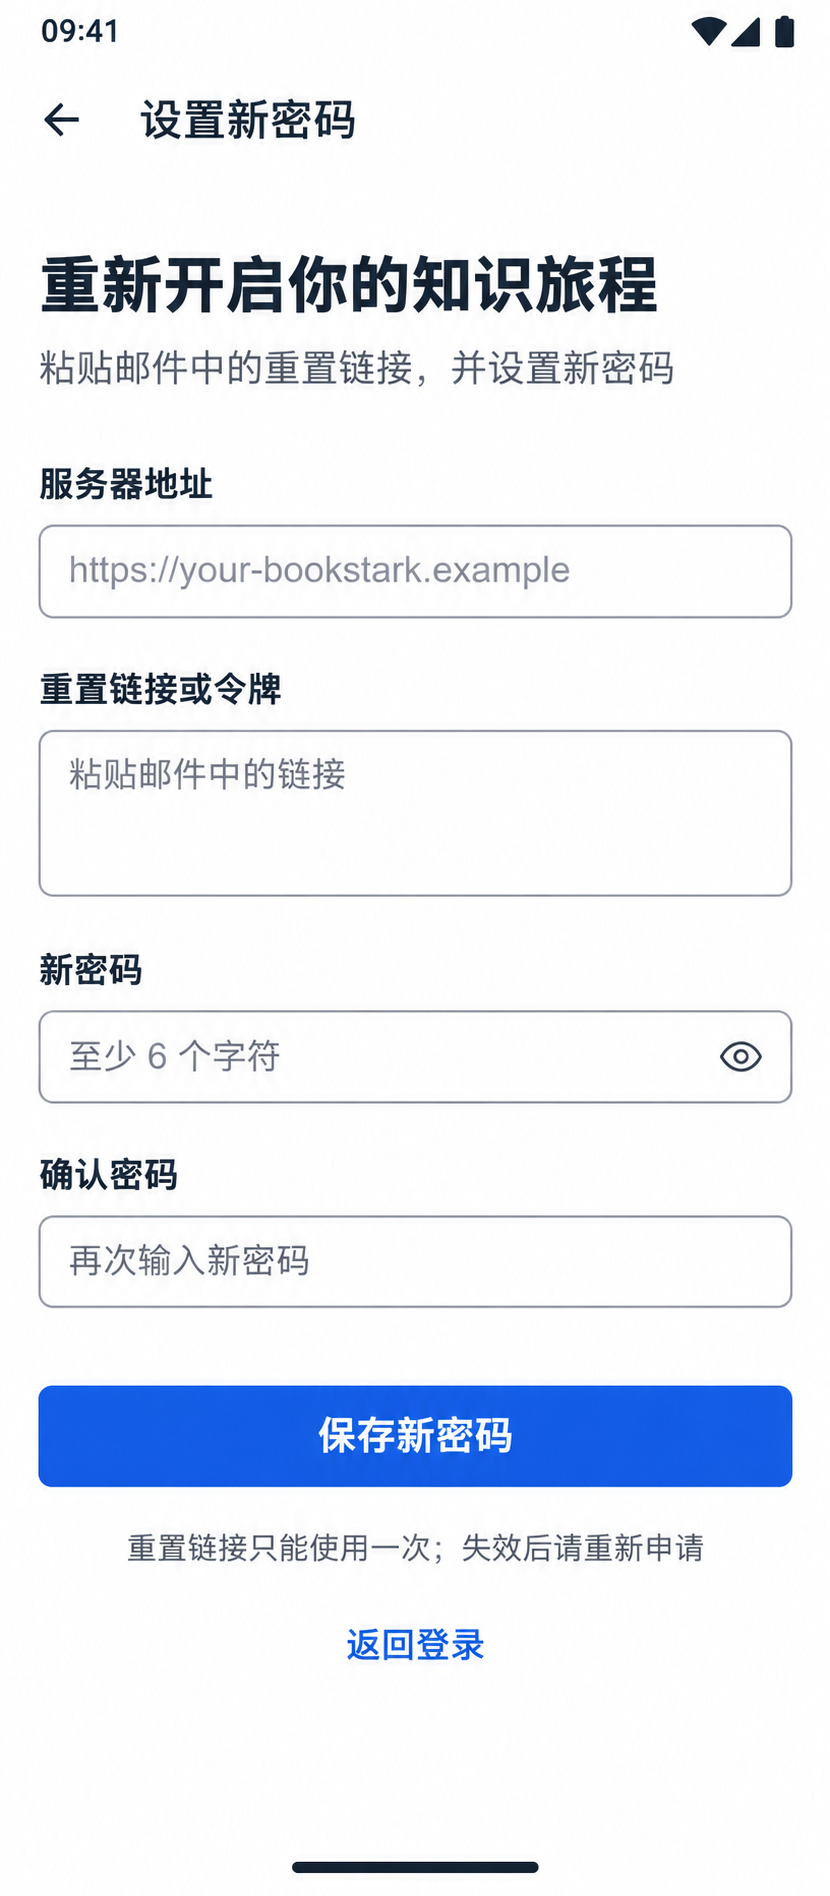 09:41
设置新密码
重新开启你的知识旅程
粘贴邮件中的重置链接，并设置新密码
服务器地址
https://your-bookstark.example
重置链接或令牌
粘贴邮件中的链接
新密码
至少 6 个字符
确认密码
再次输入新密码
保存新密码
重置链接只能使用一次；失效后请重新申请
返回登录